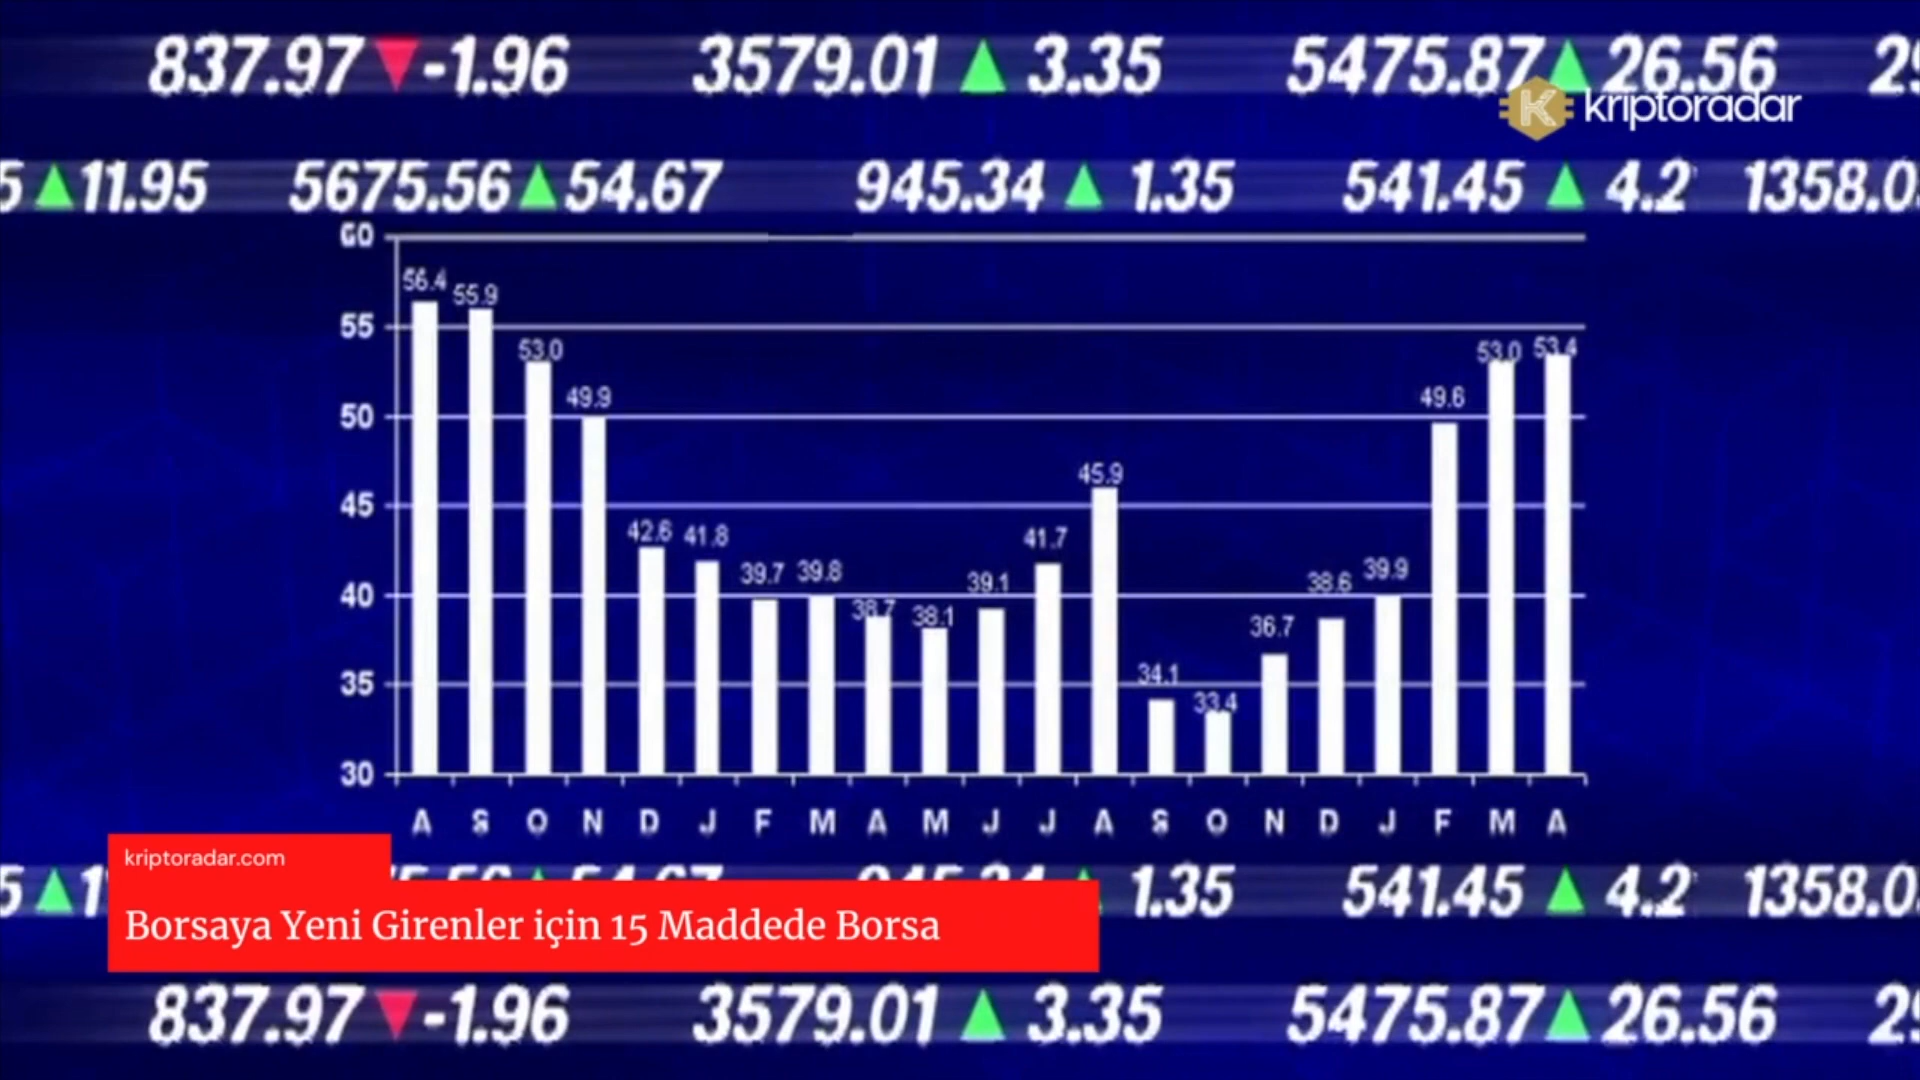 837.97 ▼ -1.96 3579.01 ▲ 3.35 5475.87 ▲ 26.56
kriptoradar
▲ 11.95 5675.56 ▲ 54.67 945.34 ▲ 1.35 541.45 ▲ 4.2 1358.0
60
56.4
55.9
55
53.0
53.0 53.4
49.9
49.6
50
45.9
45
42.6 41.8
41.7
39.7 39.8
38.7 38.1
39.1
38.6 39.9
40
36.7
35
34.1
33.4
30
A S O N D J F M A M J J A S O N D J F M A
kriptoradar.com
▲ 1.35 541.45 ▲ 4.2 1358.0
Borsaya Yeni Girenler için 15 Maddede Borsa
837.97 ▼ -1.96 3579.01 ▲ 3.35 5475.87 ▲ 26.56